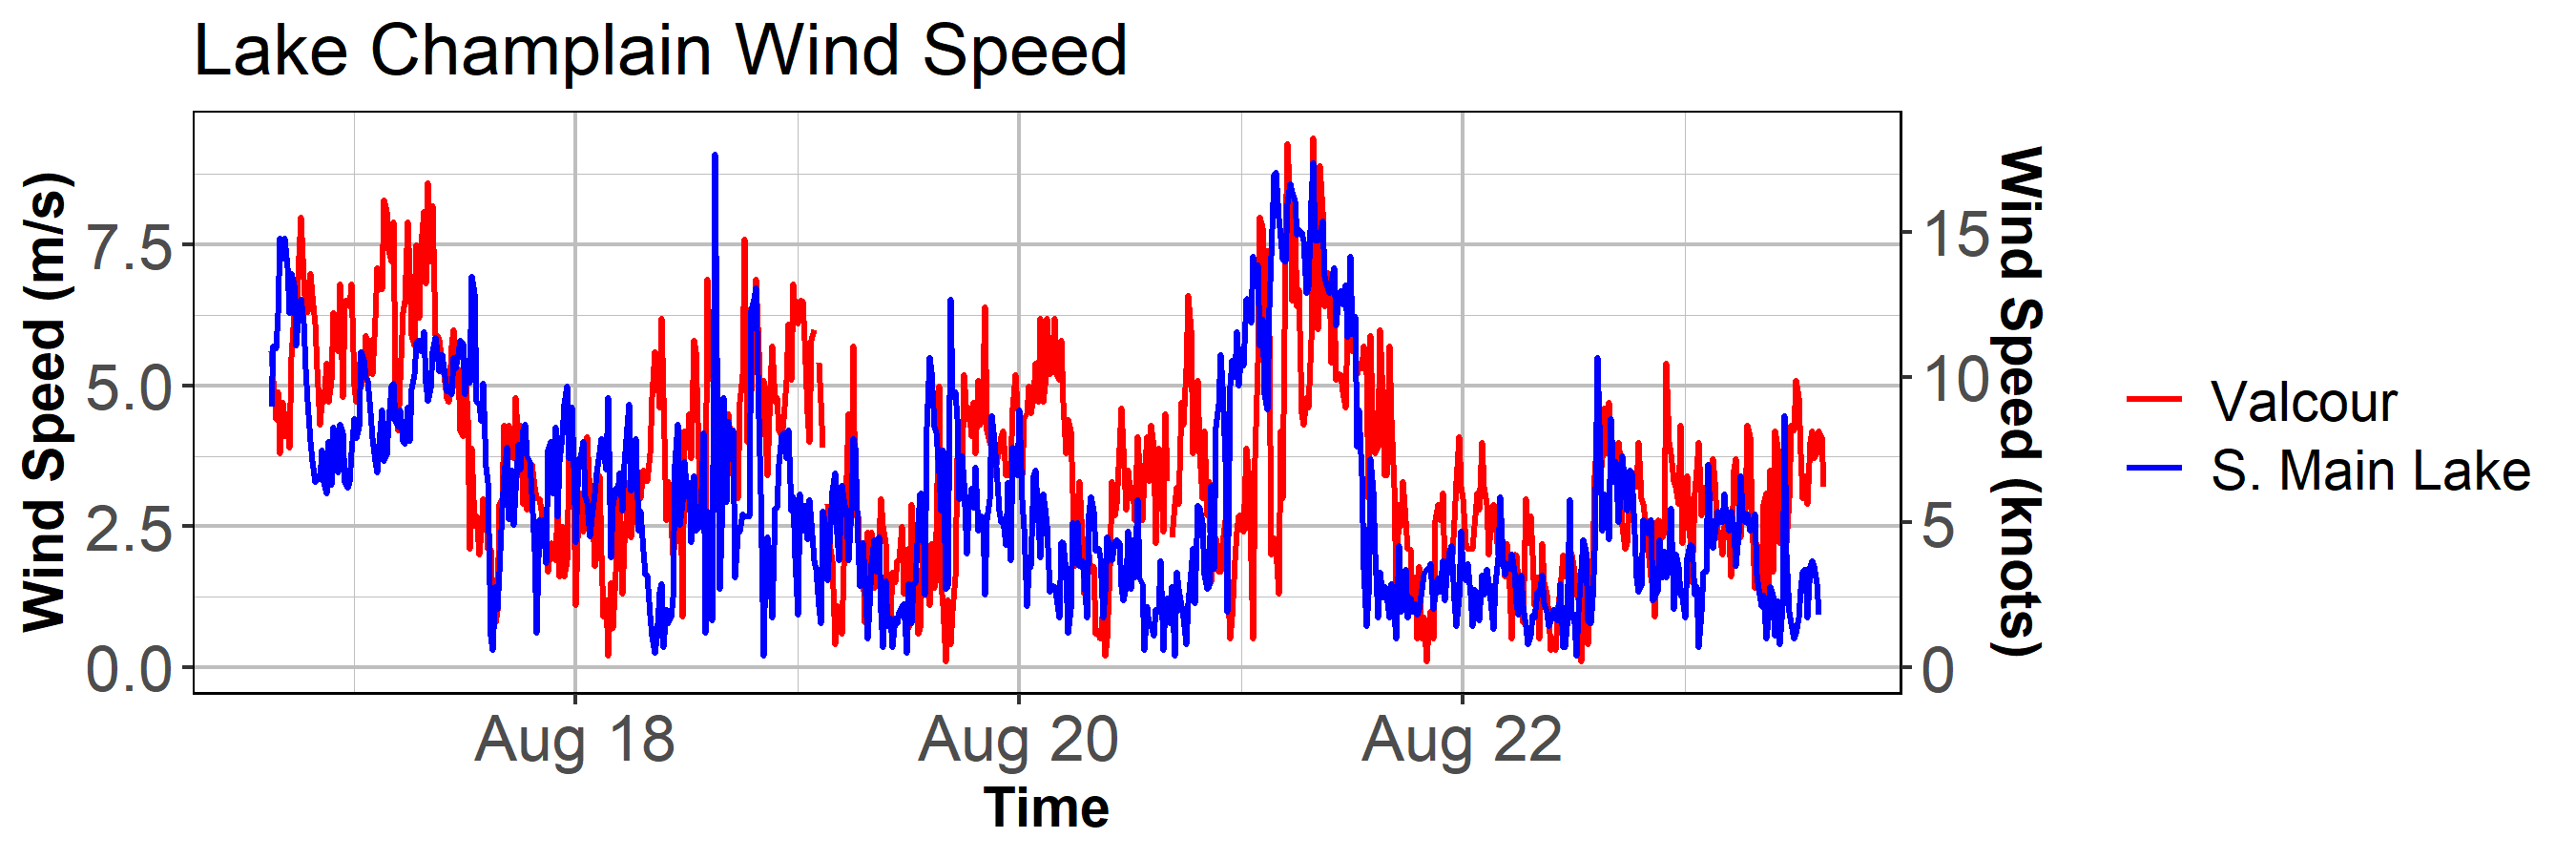 Lake Champlain Wind Speed
Wind Speed (m/s)
7.5
5.0
2.5
0.0
15
10
5
0
Wind Speed (knots)
Aug 18
Aug 20
Aug 22
Time
Valcour
S. Main Lake